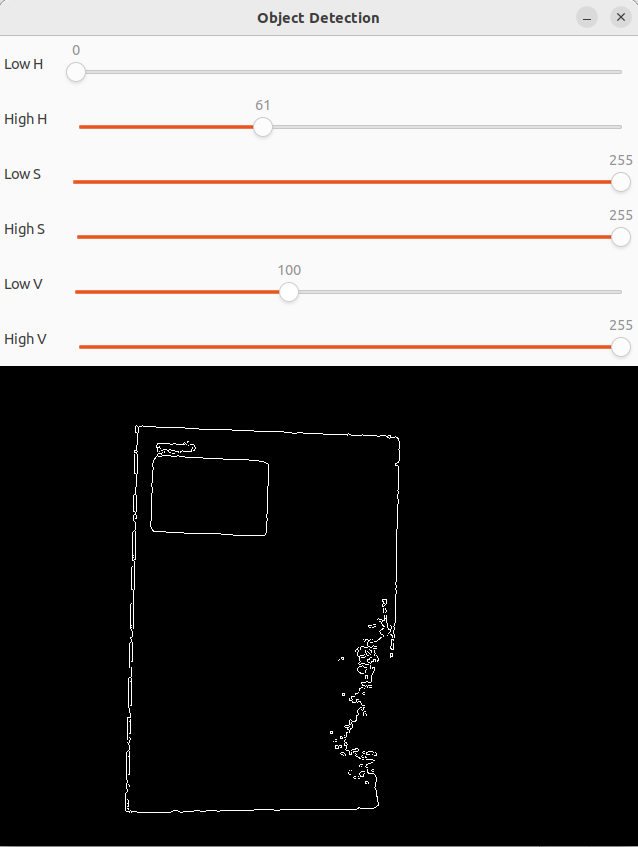 Object Detection
0
Low H
61
High H
255
Low S
255
High S
100
Low V
255
High V